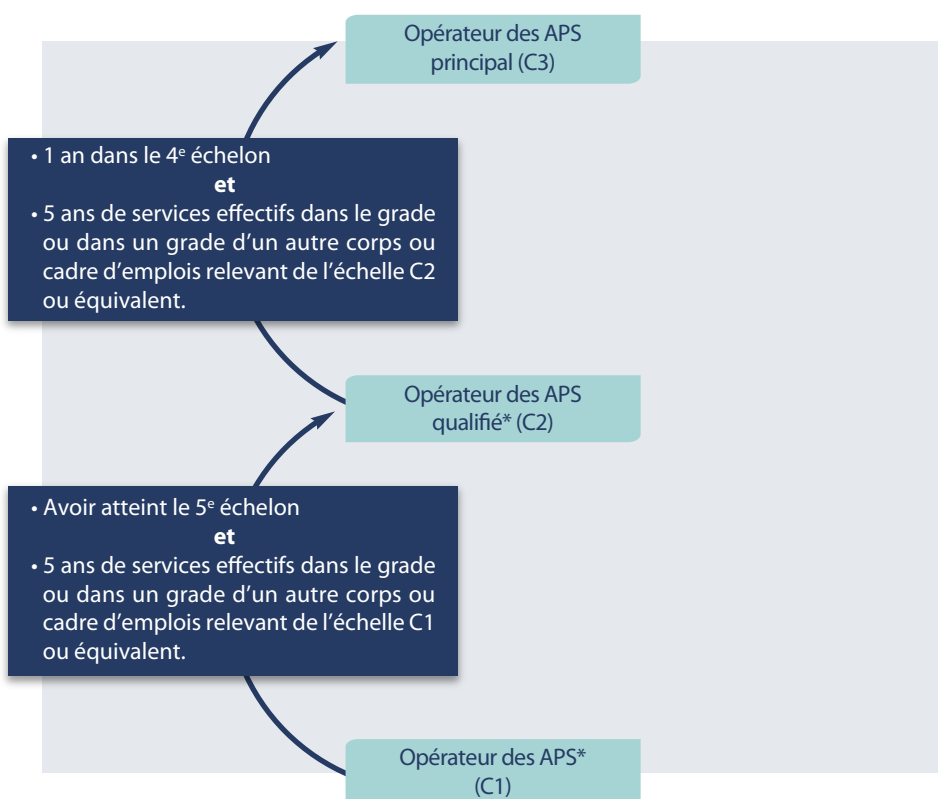 Opérateur des APS
principal (C3)
• 1 an dans le 4e échelon
et
• 5 ans de services effectifs dans le grade
ou dans un grade d’un autre corps ou
cadre d’emplois relevant de l’échelle C2
ou équivalent.
Opérateur des APS
qualifié* (C2)
• Avoir atteint le 5e échelon
et
• 5 ans de services effectifs dans le grade
ou dans un grade d’un autre corps ou
cadre d’emplois relevant de l’échelle C1
ou équivalent.
Opérateur des APS*
(C1)